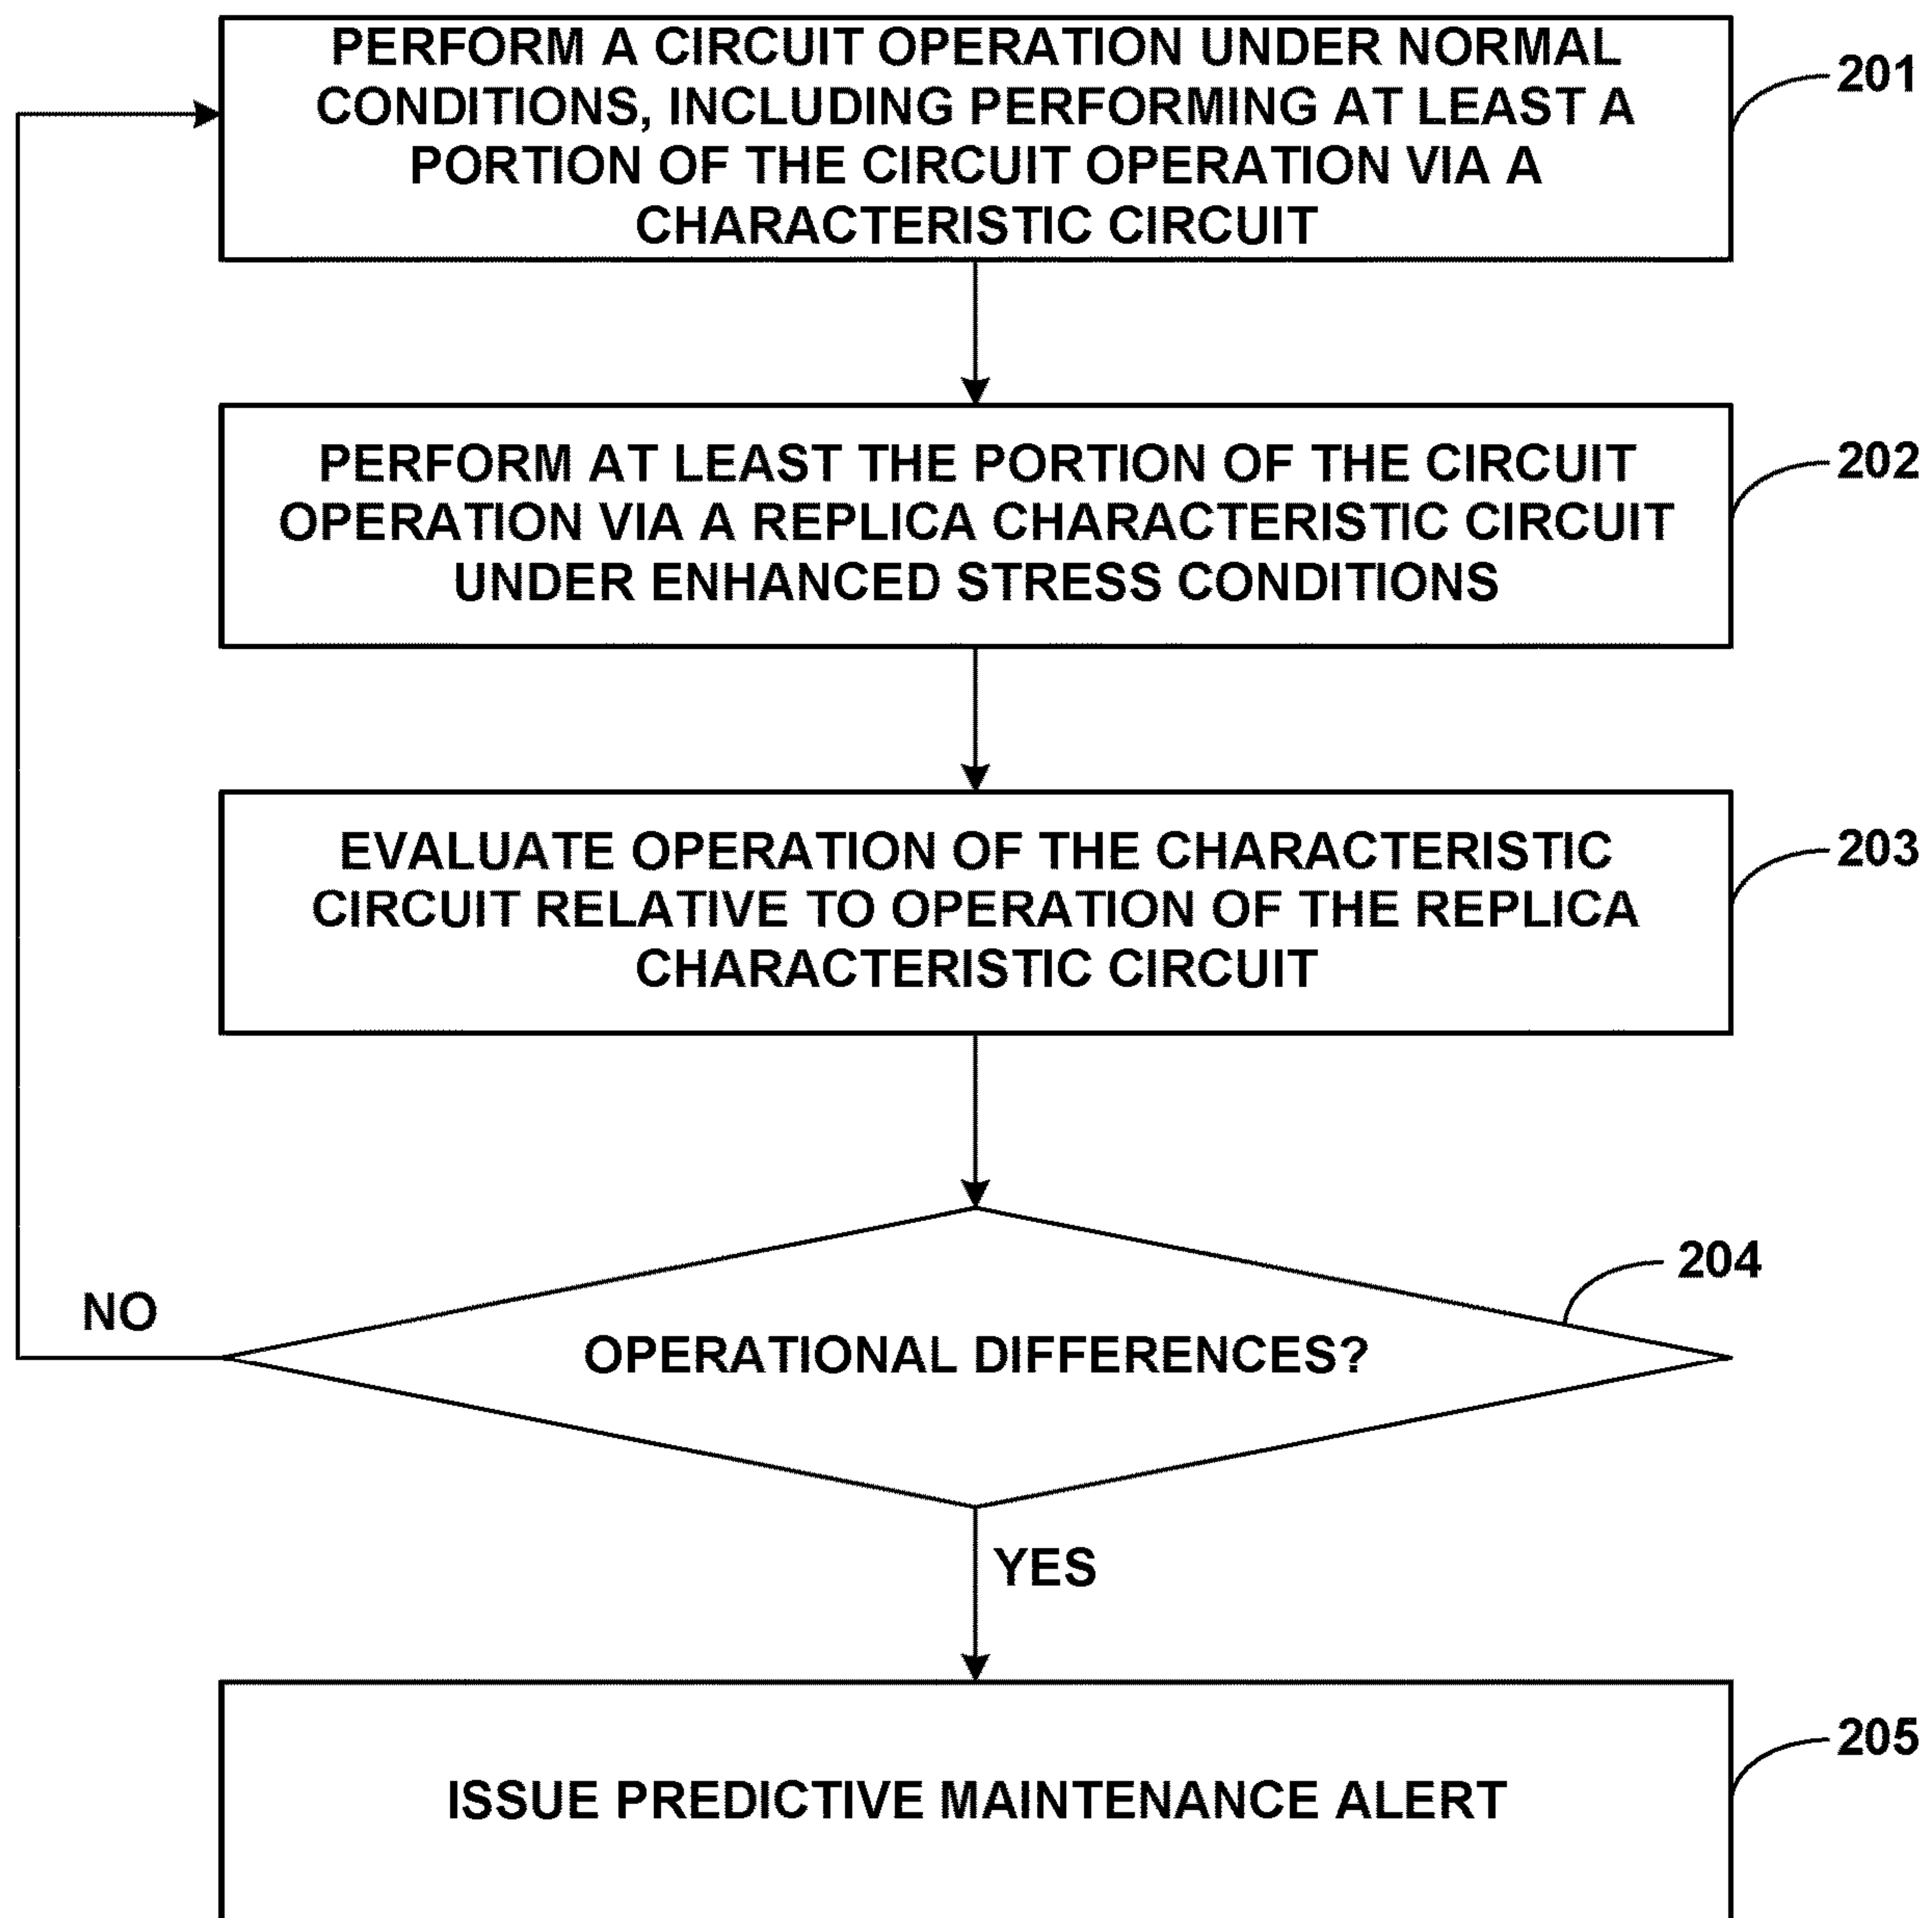 PERFORM A CIRCUIT OPERATION UNDER NORMAL
CONDITIONS, INCLUDING PERFORMING AT LEAST A
PORTION OF THE CIRCUIT OPERATION VIA A
CHARACTERISTIC CIRCUIT
201
PERFORM AT LEAST THE PORTION OF THE CIRCUIT
OPERATION VIA A REPLICA CHARACTERISTIC CIRCUIT
UNDER ENHANCED STRESS CONDITIONS
202
EVALUATE OPERATION OF THE CHARACTERISTIC
CIRCUIT RELATIVE TO OPERATION OF THE REPLICA
CHARACTERISTIC CIRCUIT
203
204
NO
OPERATIONAL DIFFERENCES?
YES
ISSUE PREDICTIVE MAINTENANCE ALERT
205